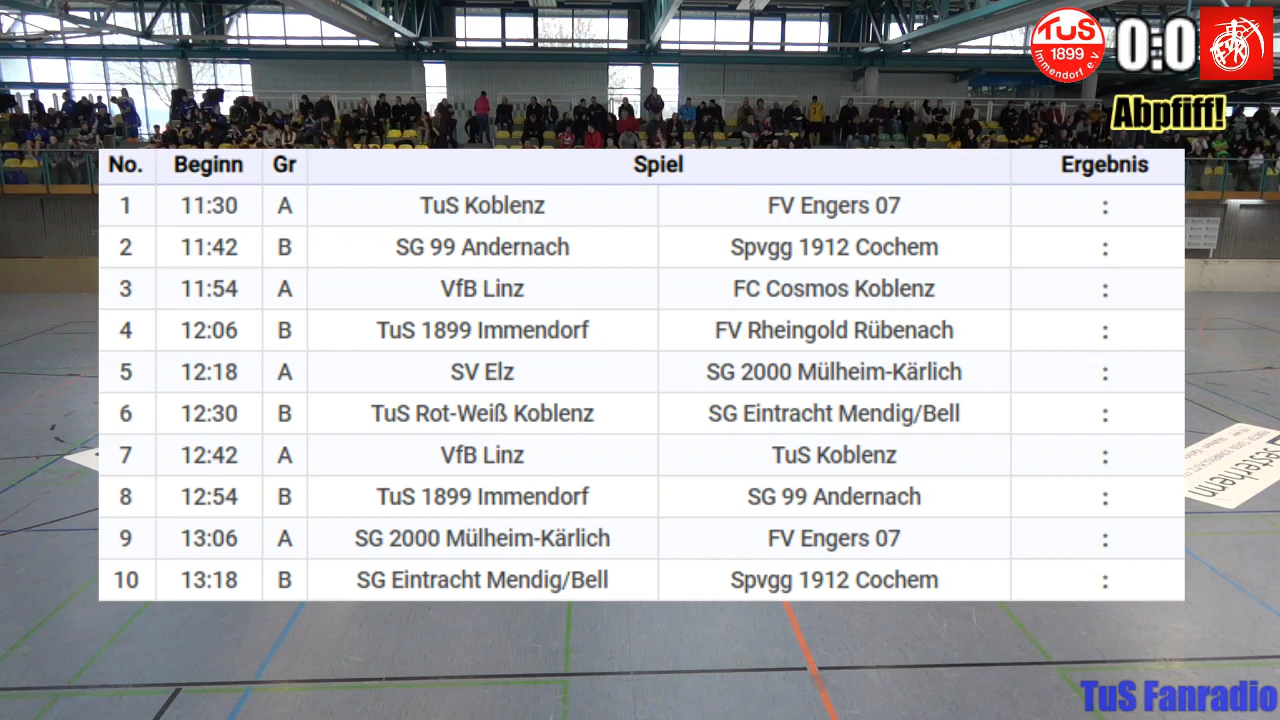 TuS
1899
Immendorf e.V
0:0
Abpfiff!
No. Beginn Gr Spiel Ergebnis
1 11:30 A TuS Koblenz FV Engers 07 :
2 11:42 B SG 99 Andernach Spvgg 1912 Cochem :
3 11:54 A VfB Linz FC Cosmos Koblenz :
4 12:06 B TuS 1899 Immendorf FV Rheingold Rübenach :
5 12:18 A SV Elz SG 2000 Mülheim-Kärlich :
6 12:30 B TuS Rot-Weiß Koblenz SG Eintracht Mendig/Bell :
7 12:42 A VfB Linz TuS Koblenz :
8 12:54 B TuS 1899 Immendorf SG 99 Andernach :
9 13:06 A SG 2000 Mülheim-Kärlich FV Engers 07 :
10 13:18 B SG Eintracht Mendig/Bell Spvgg 1912 Cochem :
TuS Fanradio